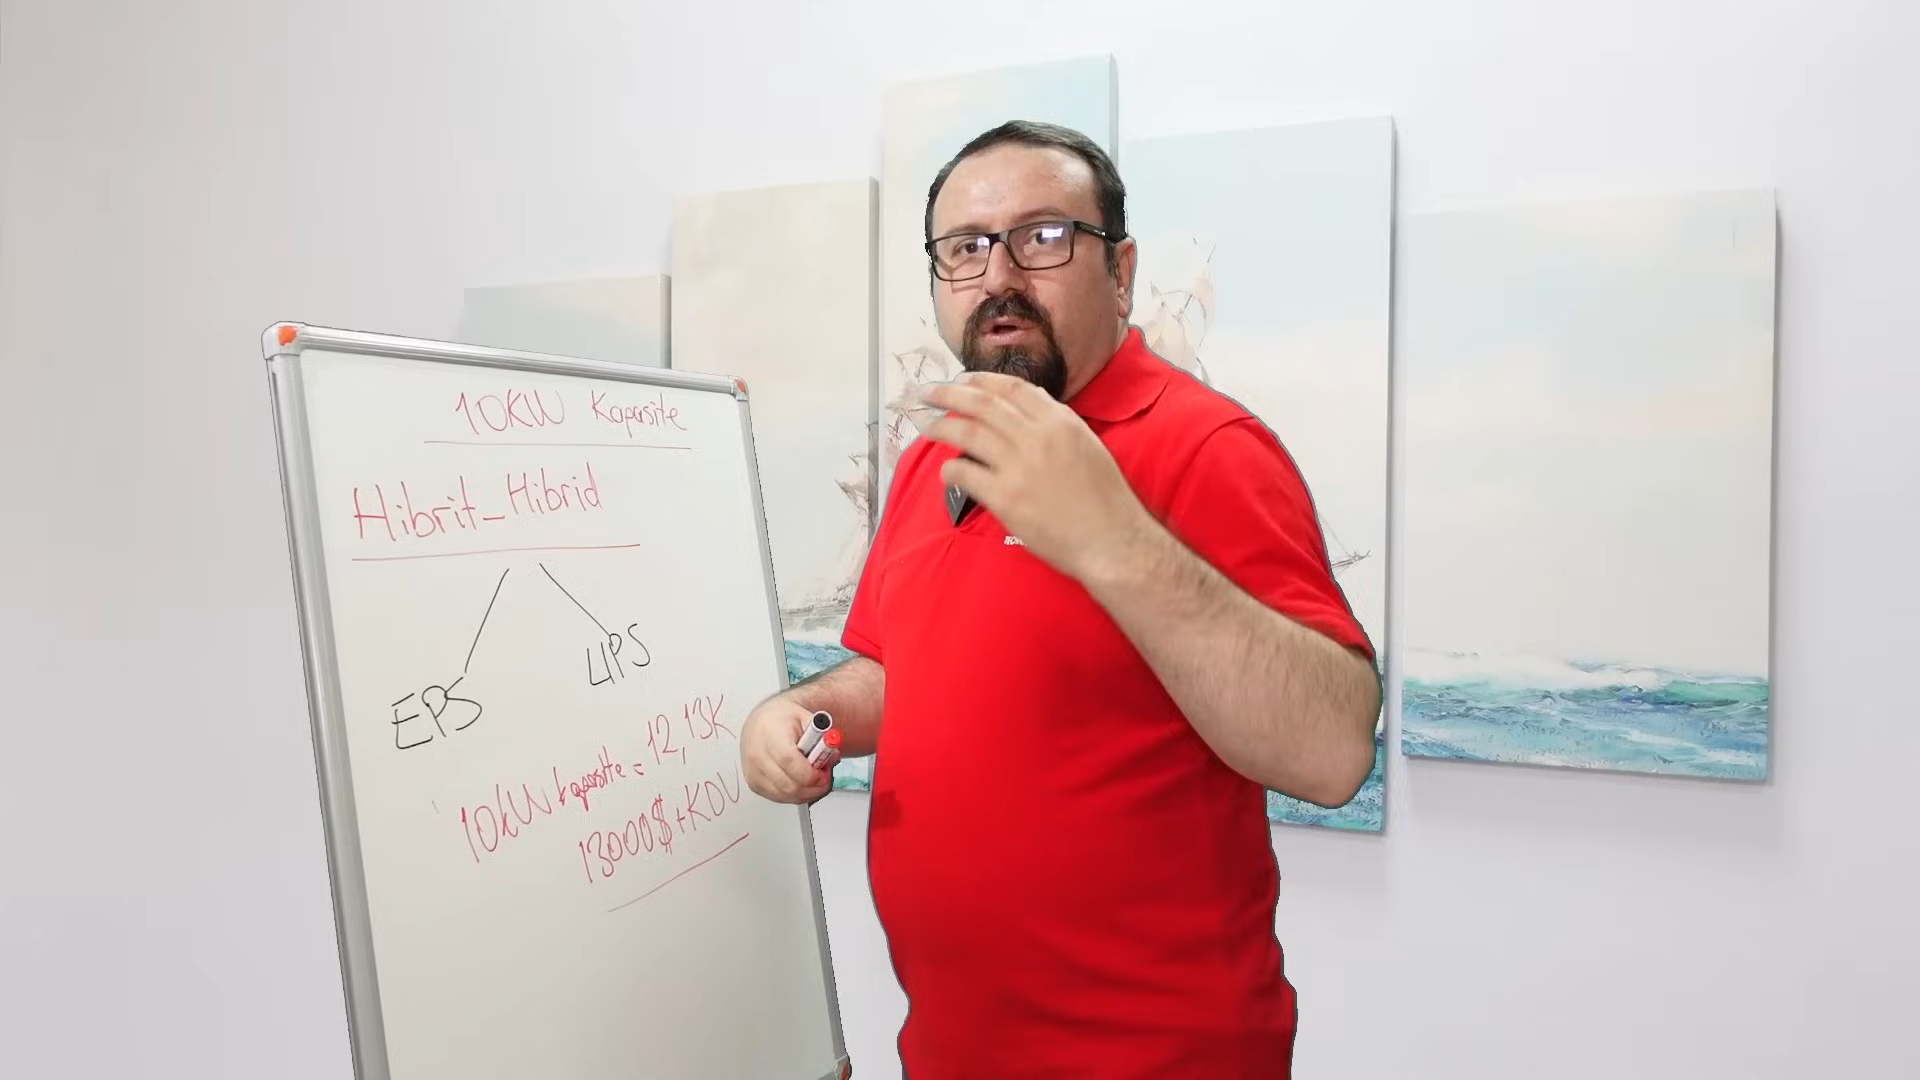 10KW Kapasite
Hibrit_Hibrid
EPS
UPS
10kW kapasite = 12,13K
13000$+KDV